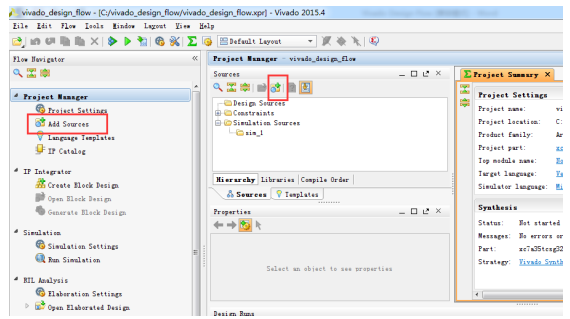 vivado_design_flow - [C:/vivado_design_flow/vivado_design_flow.xpr] - Vivado 2015.4
File Edit Flow Tools Window Layout View Help
Default Layout
Flow Navigator
Project Manager
Project Settings
Add Sources
Language Templates
IP Catalog
IP Integrator
Create Block Design
Open Block Design
Generate Block Design
Simulation
Simulation Settings
Run Simulation
RTL Analysis
Elaboration Settings
Open Elaborated Design
Project Manager - vivado_design_flow
Sources
Design Sources
Constraints
Simulation Sources
sim_1
Hierarchy Libraries Compile Order
Sources Templates
Properties
Select an object to see properties
Design Runs
Project Summary
Project Settings
Project name: vi
Project location: C:
Product family: Ar
Project part: xc
Top module name:
Target language: Ve
Simulator language: Mi
Synthesis
Status: Not started
Messages: No errors or
Part: xc7a35tcsg32
Strategy: Vivado Synth